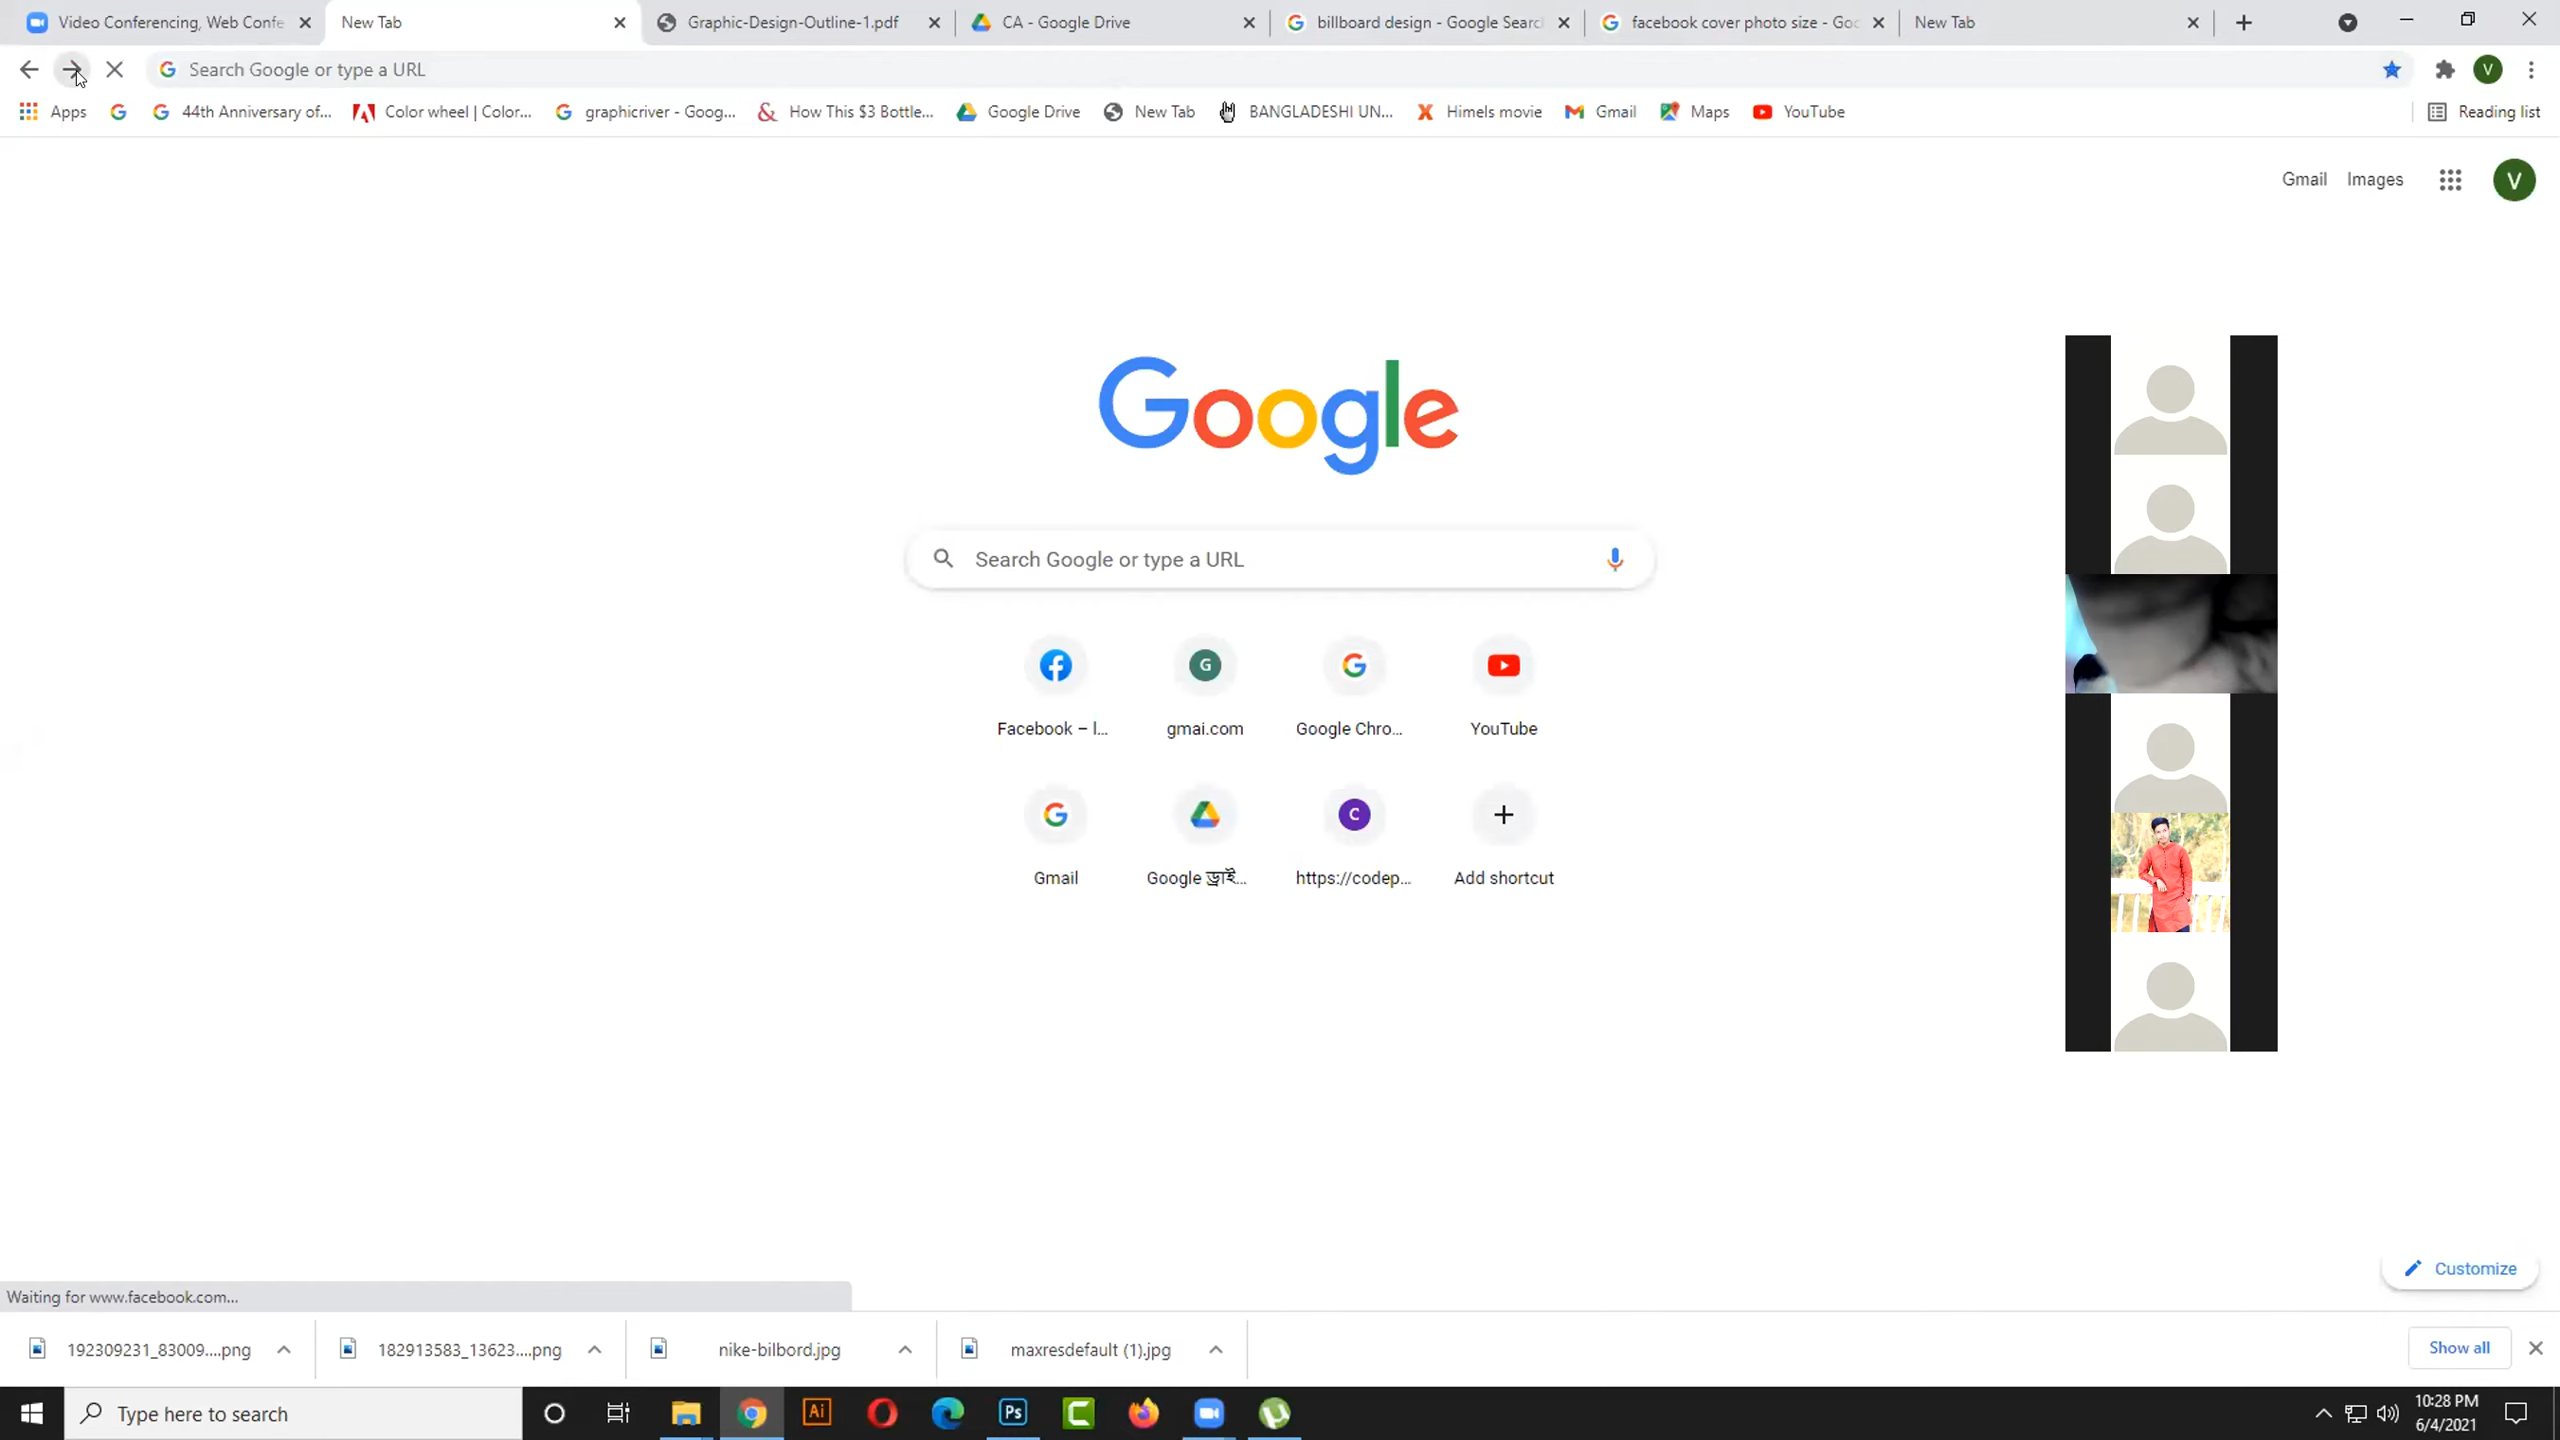 Video Conferencing, Web Confe
New Tab
Graphic-Design-Outline-1.pdf
CA - Google Drive
billboard design - Google Searc
facebook cover photo size - Goo
New Tab
Search Google or type a URL
V
Apps
44th Anniversary of...
Color wheel | Color...
graphicriver - Goog...
How This $3 Bottle...
Google Drive
New Tab
BANGLADESHI UN...
Himels movie
Gmail
Maps
YouTube
Reading list
Gmail
Images
V
Google
Search Google or type a URL
G
Facebook – l...
gmai.com
Google Chro...
YouTube
C
Gmail
Google ড্রাই...
https://codep...
Add shortcut
Customize
Waiting for www.facebook.com...
192309231_83009....png
182913583_13623....png
nike-bilbord.jpg
maxresdefault (1).jpg
Show all
Type here to search
Ai
Ps
10:28 PM
6/4/2021